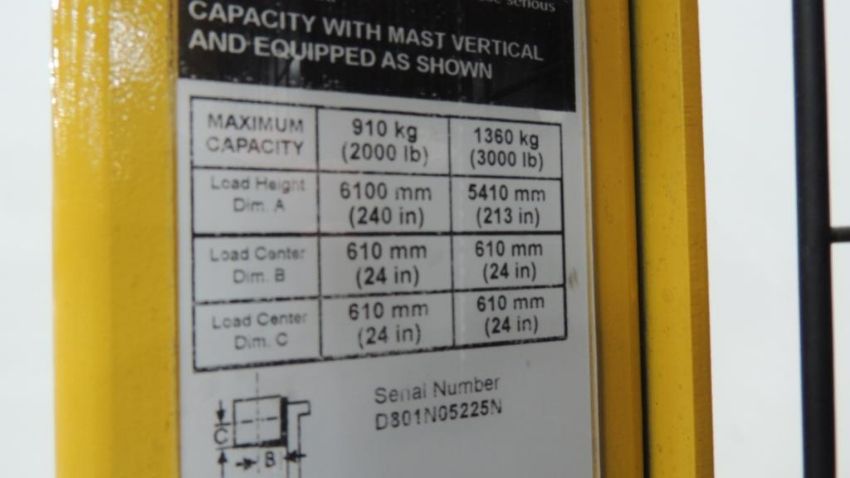 serious
CAPACITY WITH MAST VERTICAL
AND EQUIPPED AS SHOWN
MAXIMUM CAPACITY 910 kg (2000 lb) 1360 kg (3000 lb)
Load Height Dim. A 6100 mm (240 in) 5410 mm (213 in)
Load Center Dim. B 610 mm (24 in) 610 mm (24 in)
Load Center Dim. C 610 mm (24 in) 610 mm (24 in)
Serial Number
D801N05225N
C
B